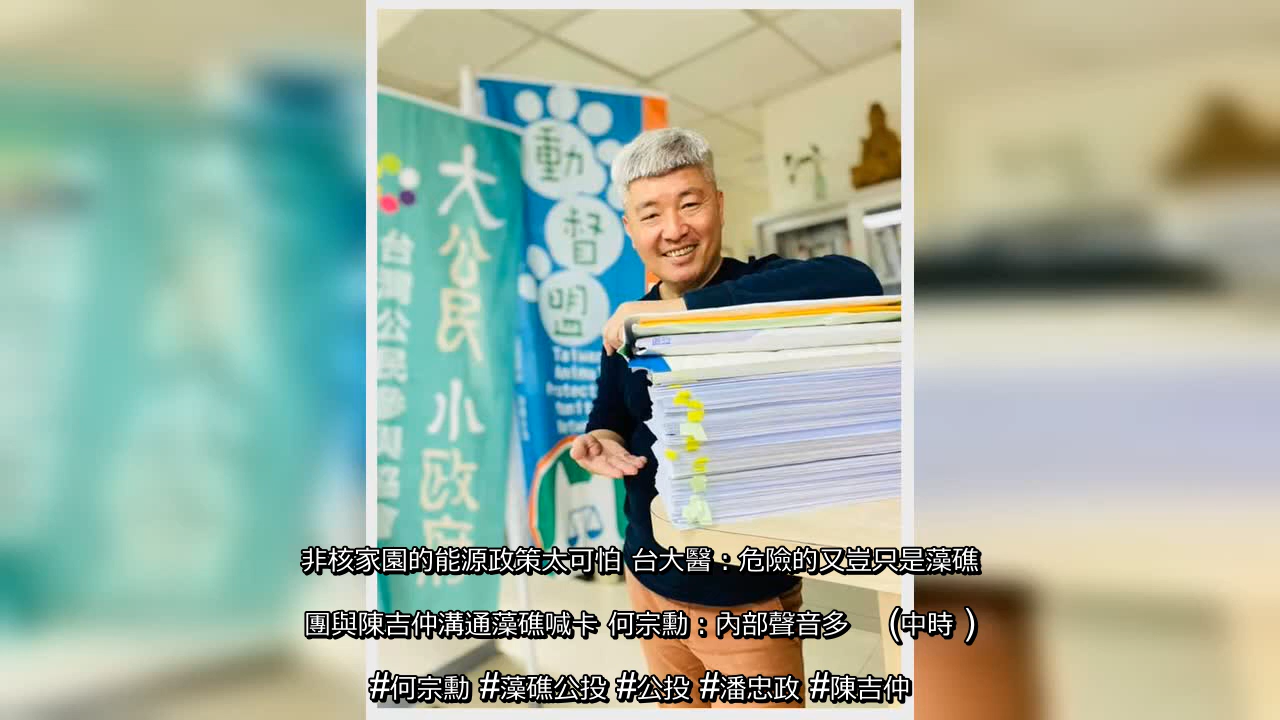 大公民 小政府
台灣公民參與協會
動督盟
Taiwan
Animal
Protection
非核家園的能源政策太可怕 台大醫：危險的又豈只是藻礁
團與陳吉仲溝通藻礁喊卡 何宗勳：內部聲音多 (中時 )
#何宗勳 #藻礁公投 #公投 #潘忠政 #陳吉仲